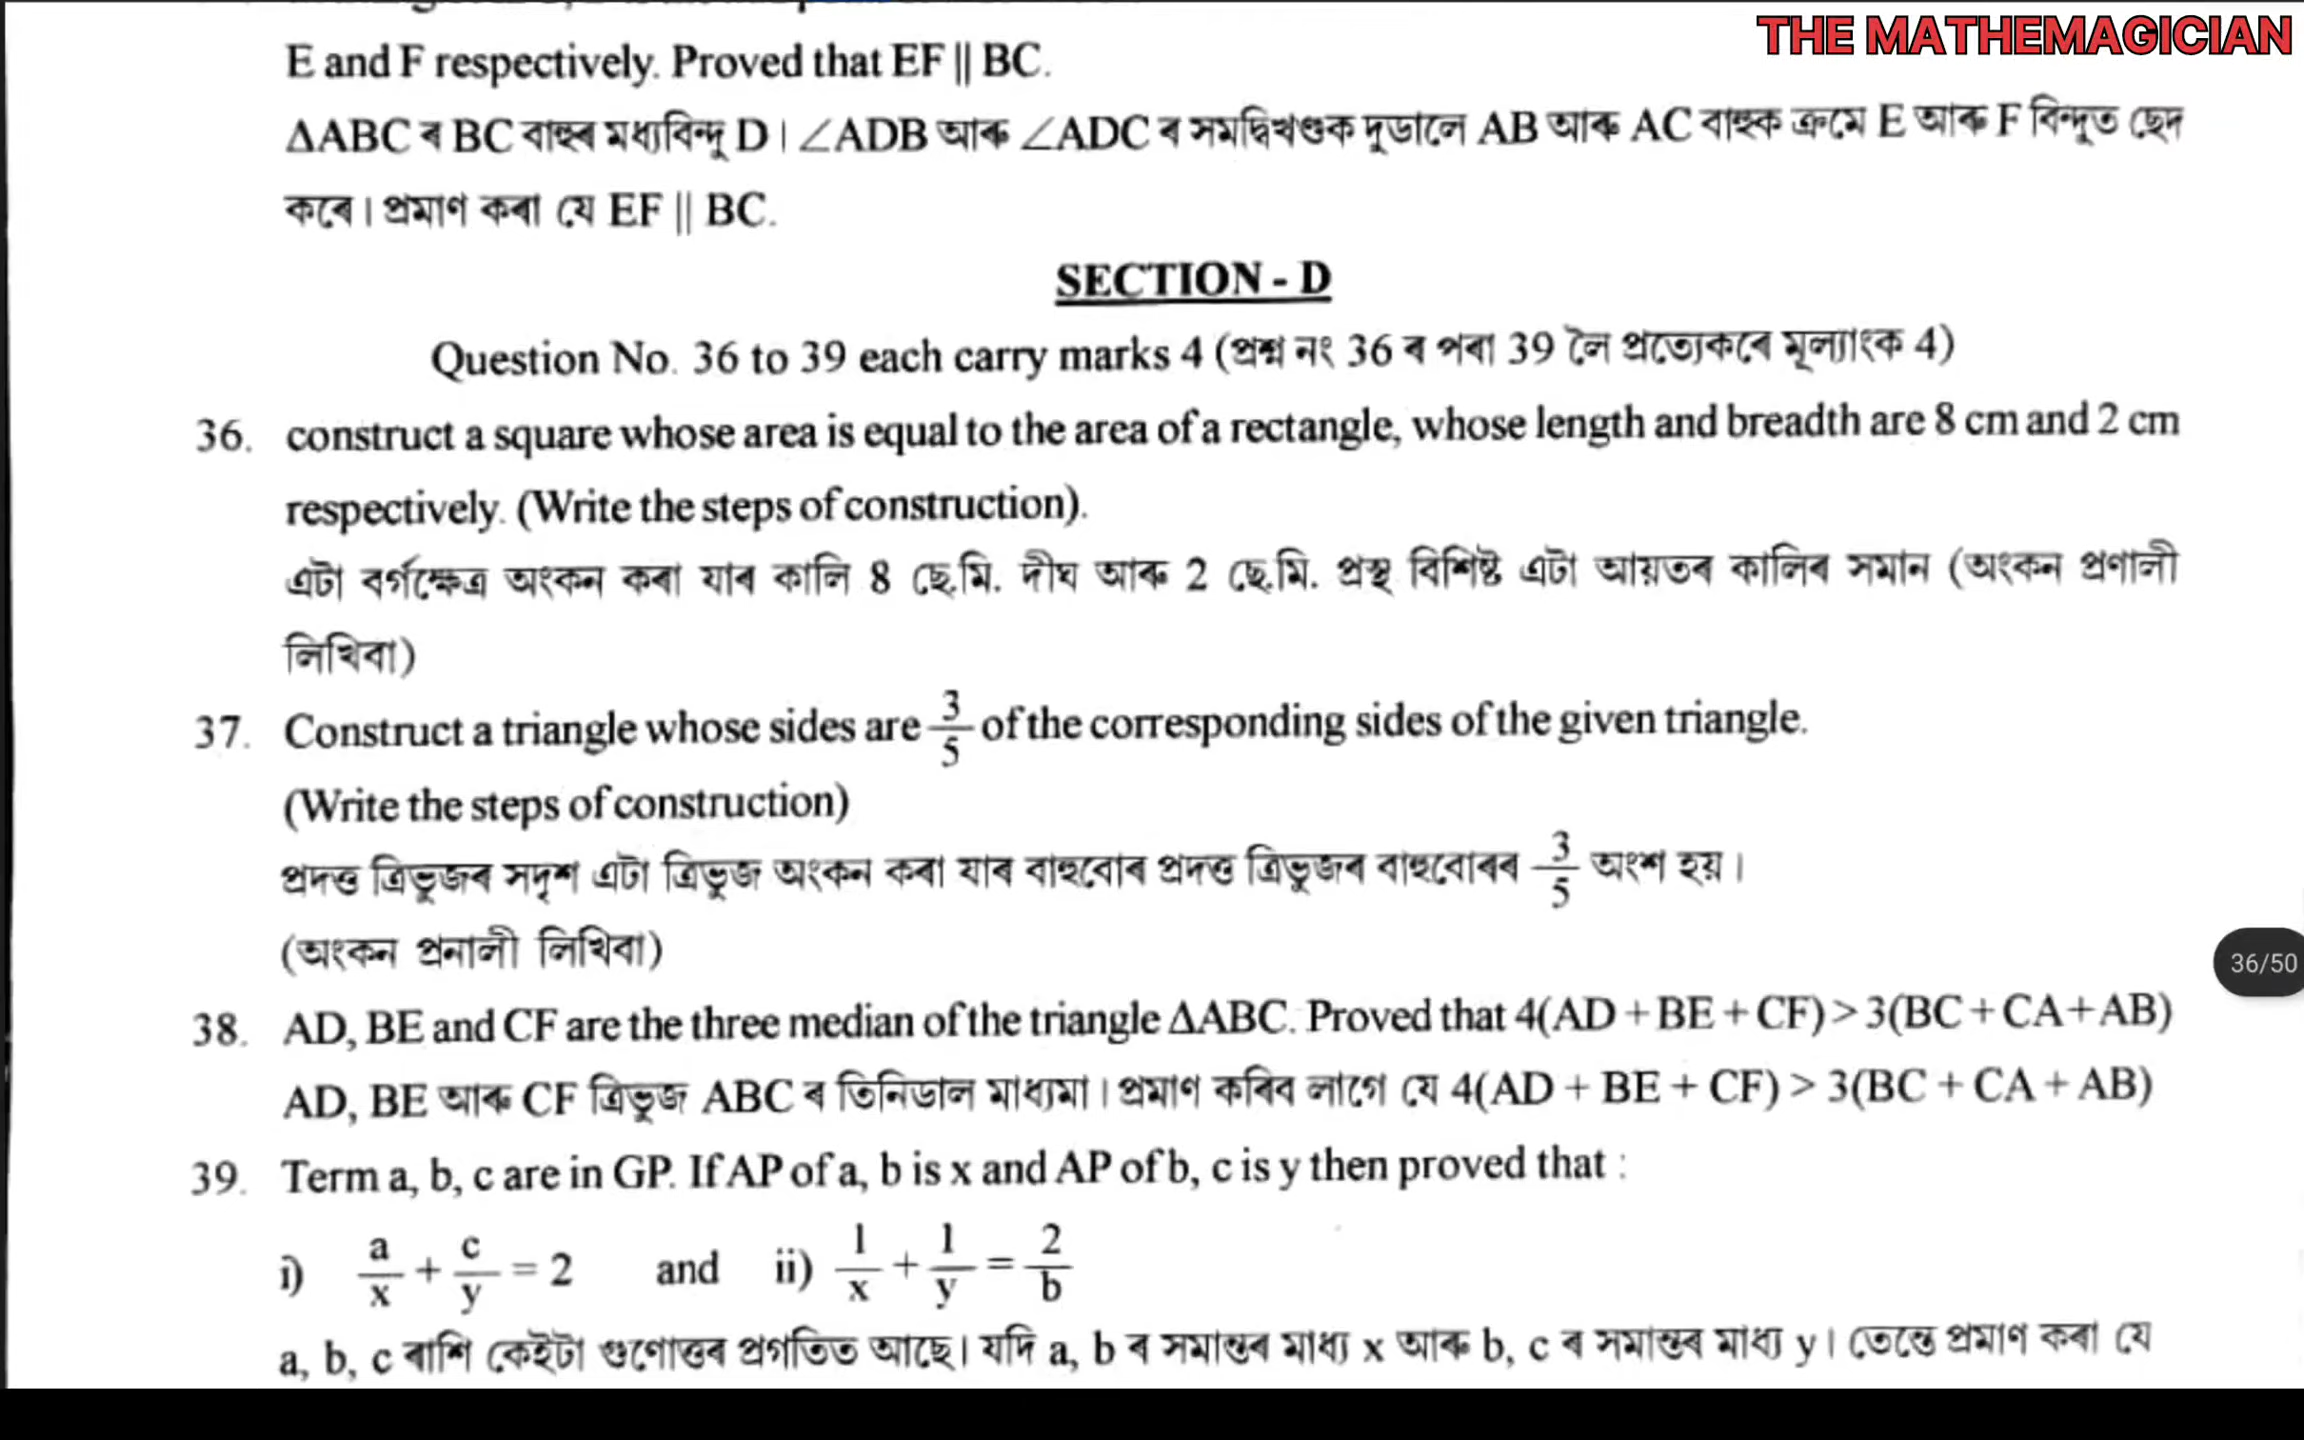 THE MATHEMAGICIAN
E and F respectively. Proved that EF || BC.
ΔABC ৰ BC বাহুৰ মধ্যবিন্দু D। ∠ADB আৰু ∠ADC ৰ সমদ্বিখণ্ডক দুডালে AB আৰু AC বাহুক ক্ৰমে E আৰু F বিন্দুত ছেদ
কৰে। প্ৰমাণ কৰা যে EF || BC.
SECTION - D
Question No. 36 to 39 each carry marks 4 (প্ৰশ্ন নং 36 ৰ পৰা 39 লৈ প্ৰত্যেকৰে মূল্যাংক 4)
36. construct a square whose area is equal to the area of a rectangle, whose length and breadth are 8 cm and 2 cm
respectively. (Write the steps of construction).
এটা বৰ্গক্ষেত্ৰ অংকন কৰা যাৰ কালি 8 ছে.মি. দীঘ আৰু 2 ছে.মি. প্ৰস্থ বিশিষ্ট এটা আয়তৰ কালিৰ সমান (অংকন প্ৰণালী
লিখিবা)
37. Construct a triangle whose sides are 3/5 of the corresponding sides of the given triangle.
(Write the steps of construction)
প্ৰদত্ত ত্ৰিভূজৰ সদৃশ এটা ত্ৰিভূজ অংকন কৰা যাৰ বাহুবোৰ প্ৰদত্ত ত্ৰিভূজৰ বাহুবোৰৰ 3/5 অংশ হয়।
(অংকন প্ৰনালী লিখিবা)
36/50
38. AD, BE and CF are the three median of the triangle ΔABC. Proved that 4(AD + BE + CF) > 3(BC + CA+AB)
AD, BE আৰু CF ত্ৰিভূজ ABC ৰ তিনিডাল মাধ্যমা। প্ৰমাণ কৰিব লাগে যে 4(AD + BE + CF) > 3(BC + CA + AB)
39. Term a, b, c are in GP. If AP of a, b is x and AP of b, c is y then proved that :
i) a/x + c/y = 2 and ii) 1/x + 1/y = 2/b
a, b, c ৰাশি কেইটা গুণোত্তৰ প্ৰগতিত আছে। যদি a, b ৰ সমান্তৰ মাধ্য x আৰু b, c ৰ সমান্তৰ মাধ্য y। তেন্তে প্ৰমাণ কৰা যে